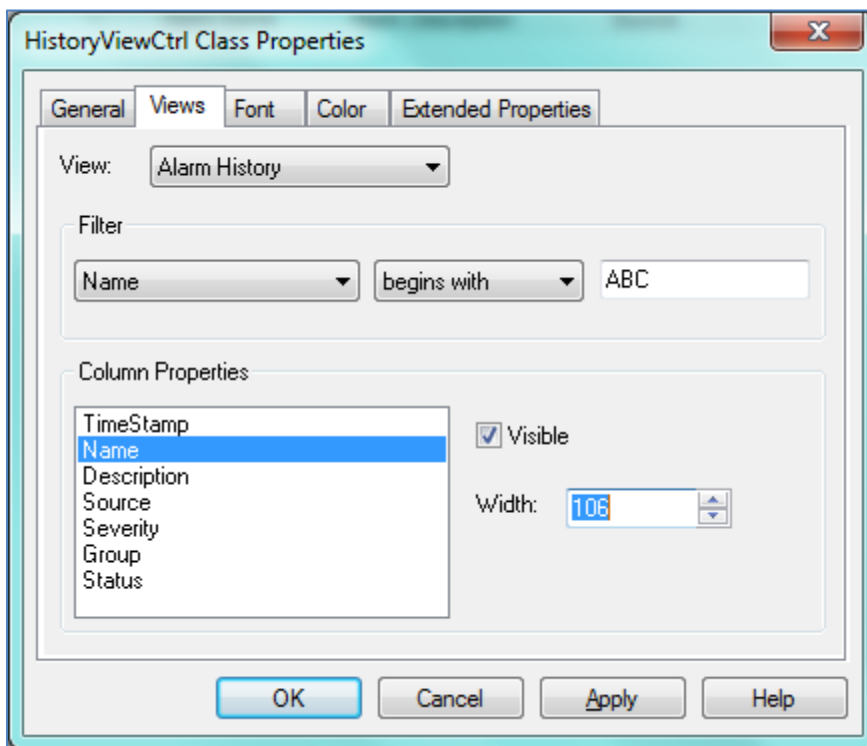 HistoryViewCtrl Class Properties
General Views Font Color Extended Properties
View: Alarm History
Filter
Name begins with ABC
Column Properties
TimeStamp
Name
Description
Source
Severity
Group
Status
Visible
Width: 106
OK Cancel Apply Help